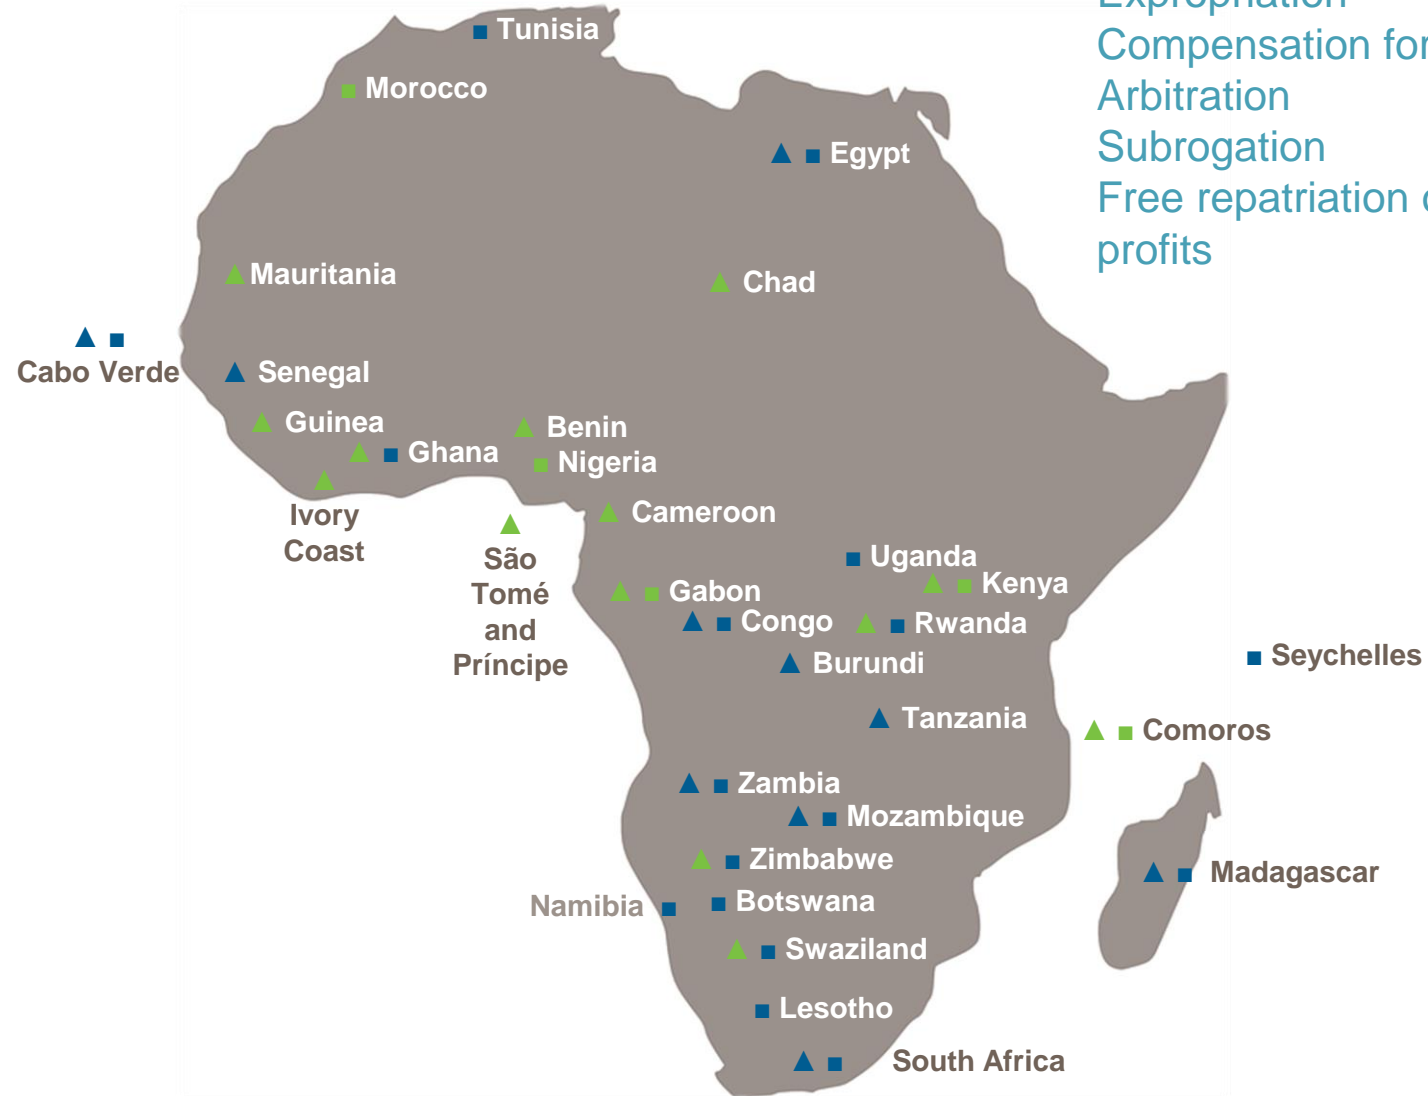 Expropriation
Compensation for
Arbitration
Subrogation
Free repatriation
profits
Tunisia
Morocco
Egypt
Mauritania
Chad
Cabo Verde
Senegal
Guinea
Ghana
Benin
Nigeria
Ivory
Coast
Cameroon
São
Tomé
and
Príncipe
Uganda
Kenya
Gabon
Congo
Rwanda
Burundi
Seychelles
Tanzania
Comoros
Zambia
Mozambique
Zimbabwe
Madagascar
Namibia
Botswana
Swaziland
Lesotho
South Africa